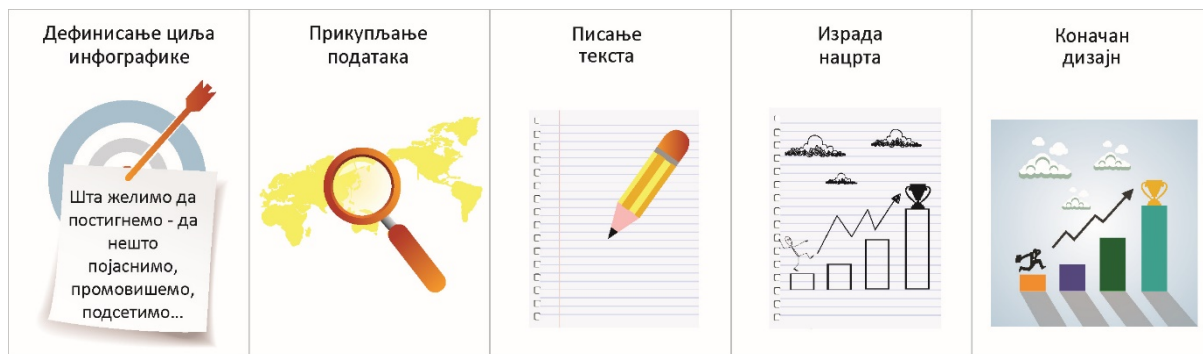 Дефинисање циља
инфографике
Шта желимо да
постигнемо - да
нешто
појаснимо,
промовишемо,
подсетимо...
Прикупљање
података
Писање
текста
Израда
нацрта
Коначан
дизајн